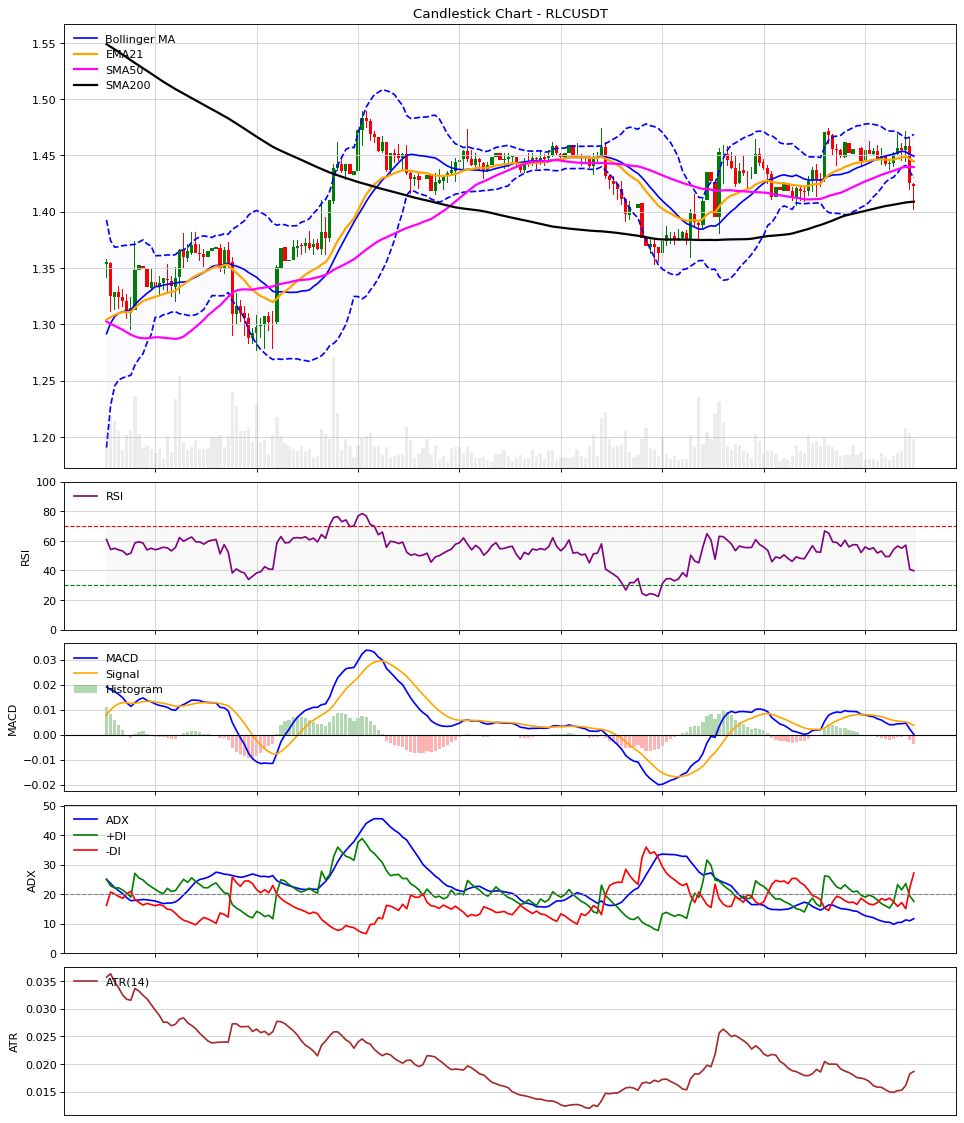 Candlestick Chart - RLCUSDT
Bollinger MA
EMA21
SMA50
SMA200
1.55
1.50
1.45
1.40
1.35
1.30
1.25
1.20
RSI
RSI
100
80
60
40
20
0
MACD
Signal
Histogram
MACD
0.03
0.02
0.01
0.00
−0.01
−0.02
ADX
+DI
-DI
ADX
50
40
30
20
10
0
ATR(14)
ATR
0.035
0.030
0.025
0.020
0.015